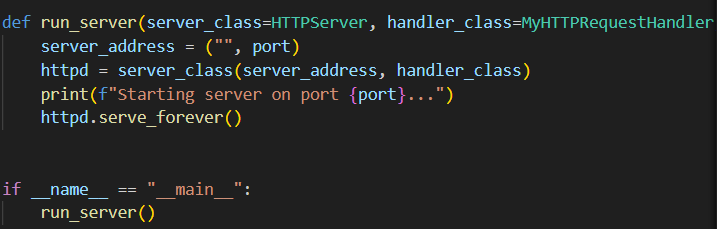 def run_server(server_class=HTTPServer, handler_class=MyHTTPRequestHandler
    server_address = ("", port)
    httpd = server_class(server_address, handler_class)
    print(f"Starting server on port {port}...")
    httpd.serve_forever()
if __name__ == "__main__":
    run_server()